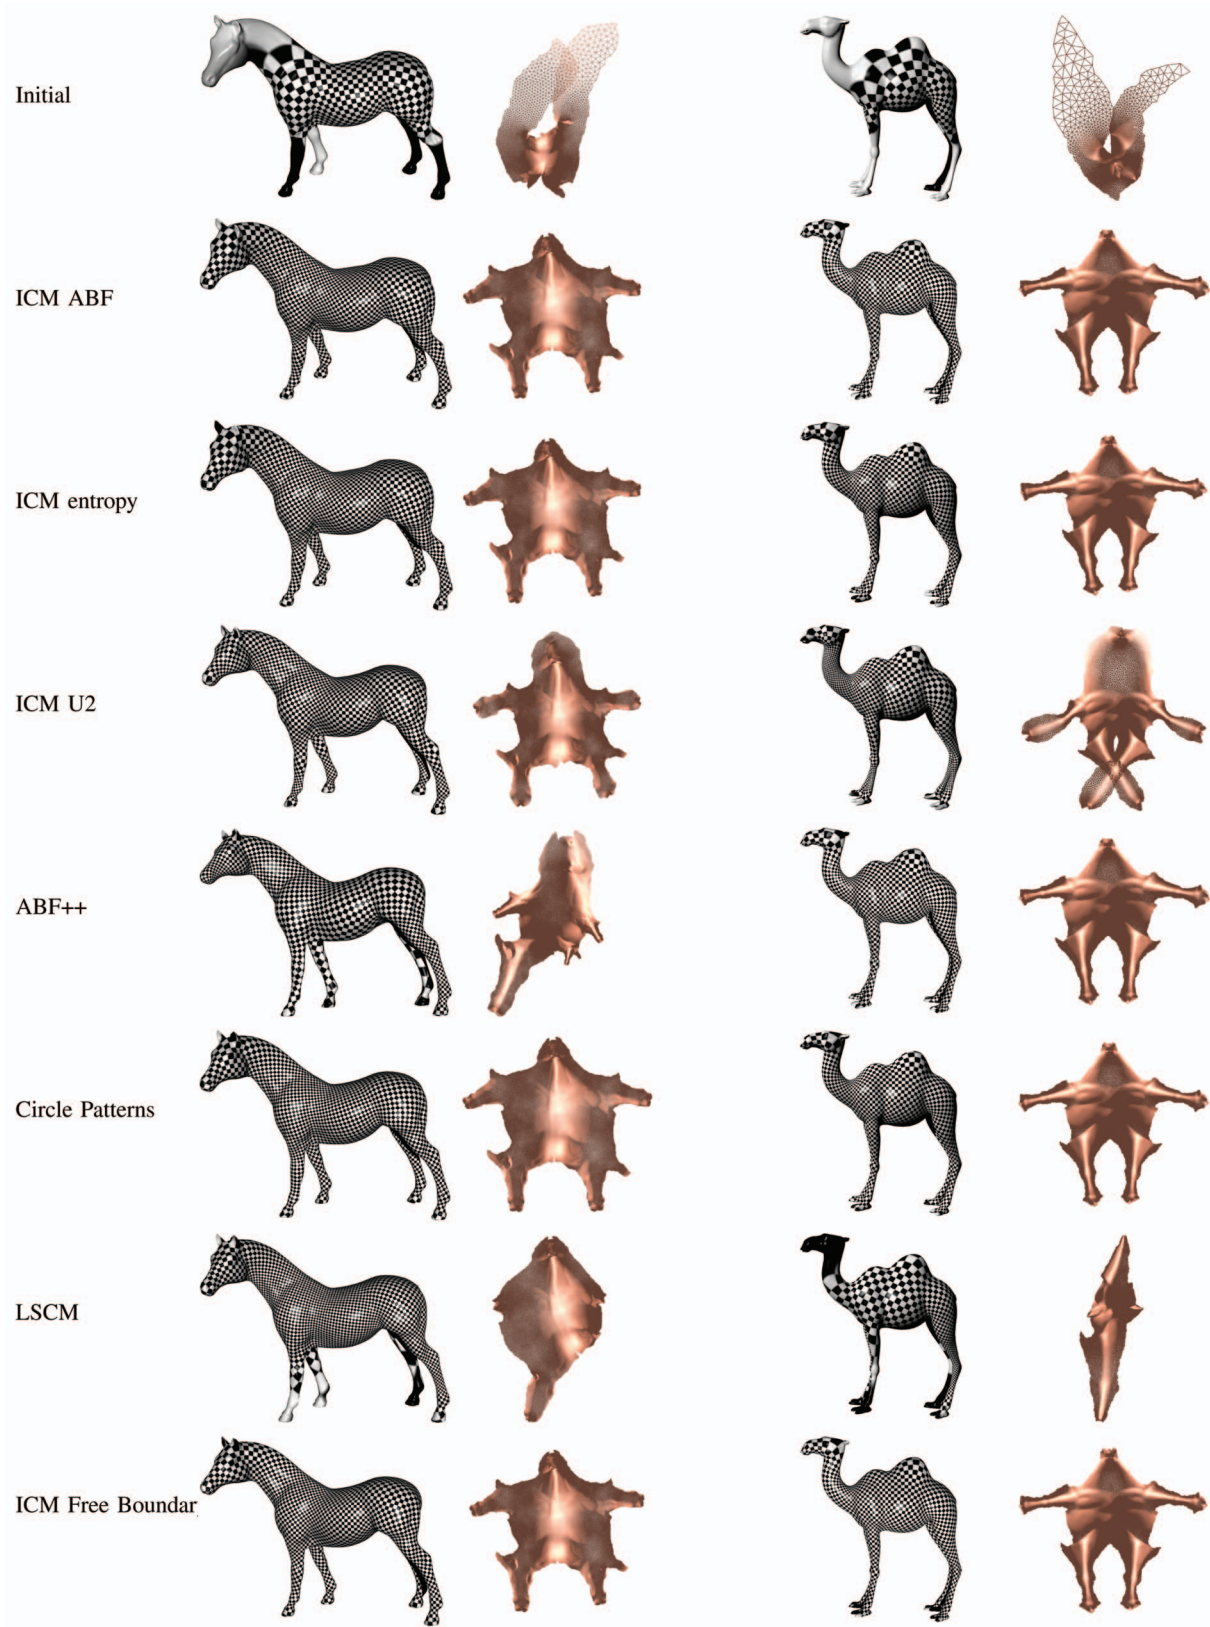 Initial
ICM ABF
ICM entropy
ICM U2
ABF++
Circle Patterns
LSCM
ICM Free Boundar